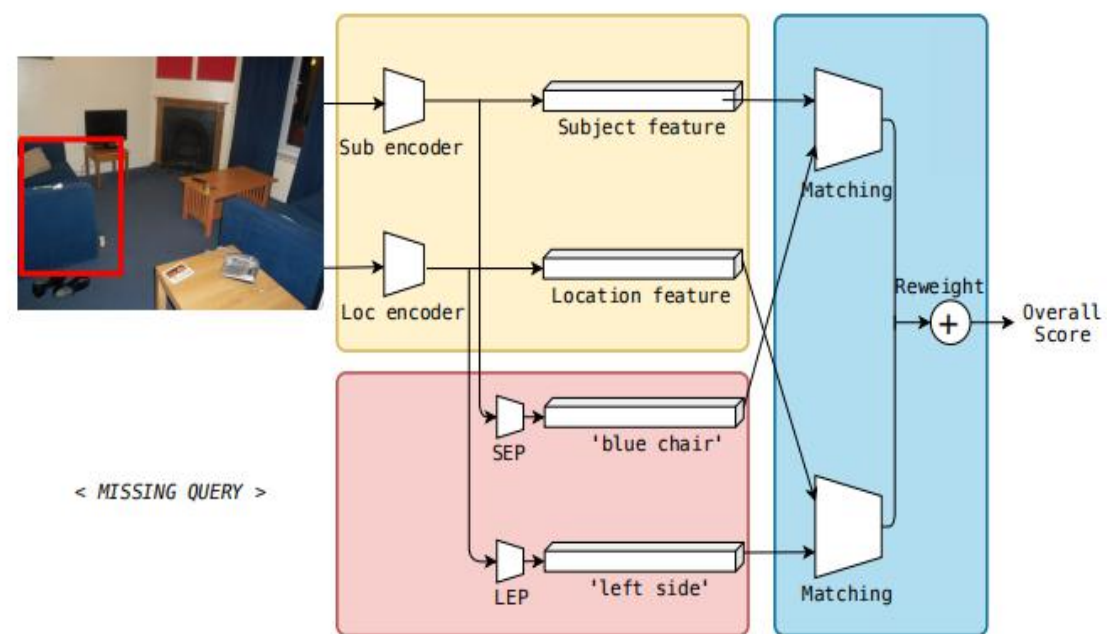 Sub encoder
Subject feature
Matching
Loc encoder
Location feature
Reweight
+
Overall
Score
SEP
'blue chair'
< MISSING QUERY >
LEP
'left side'
Matching